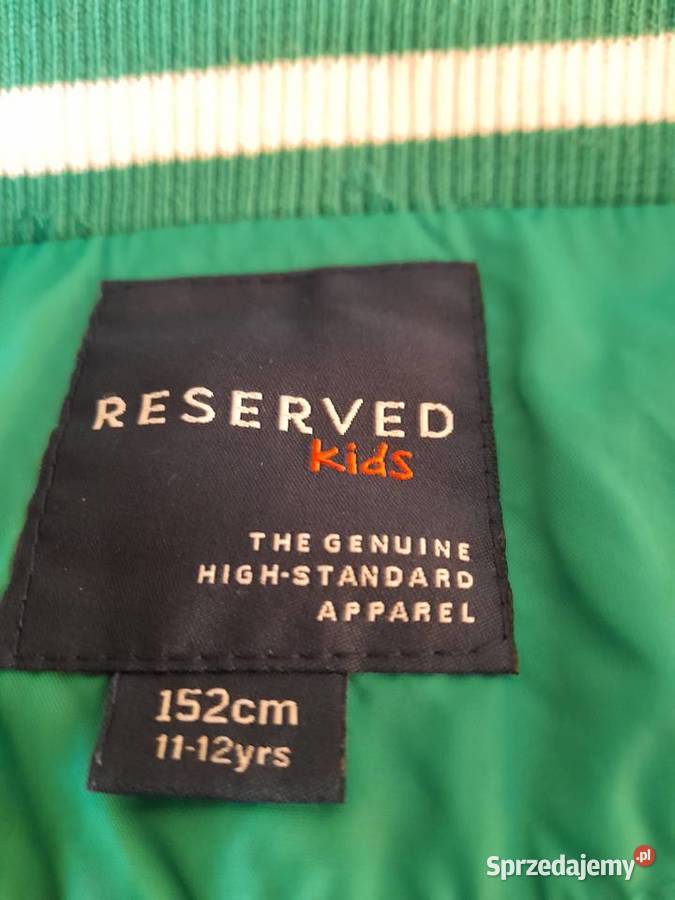 RESERVED
Kids
THE GENUINE
HIGH-STANDARD
APPAREL
152cm
11-12yrs
Sprzedajemy.pl